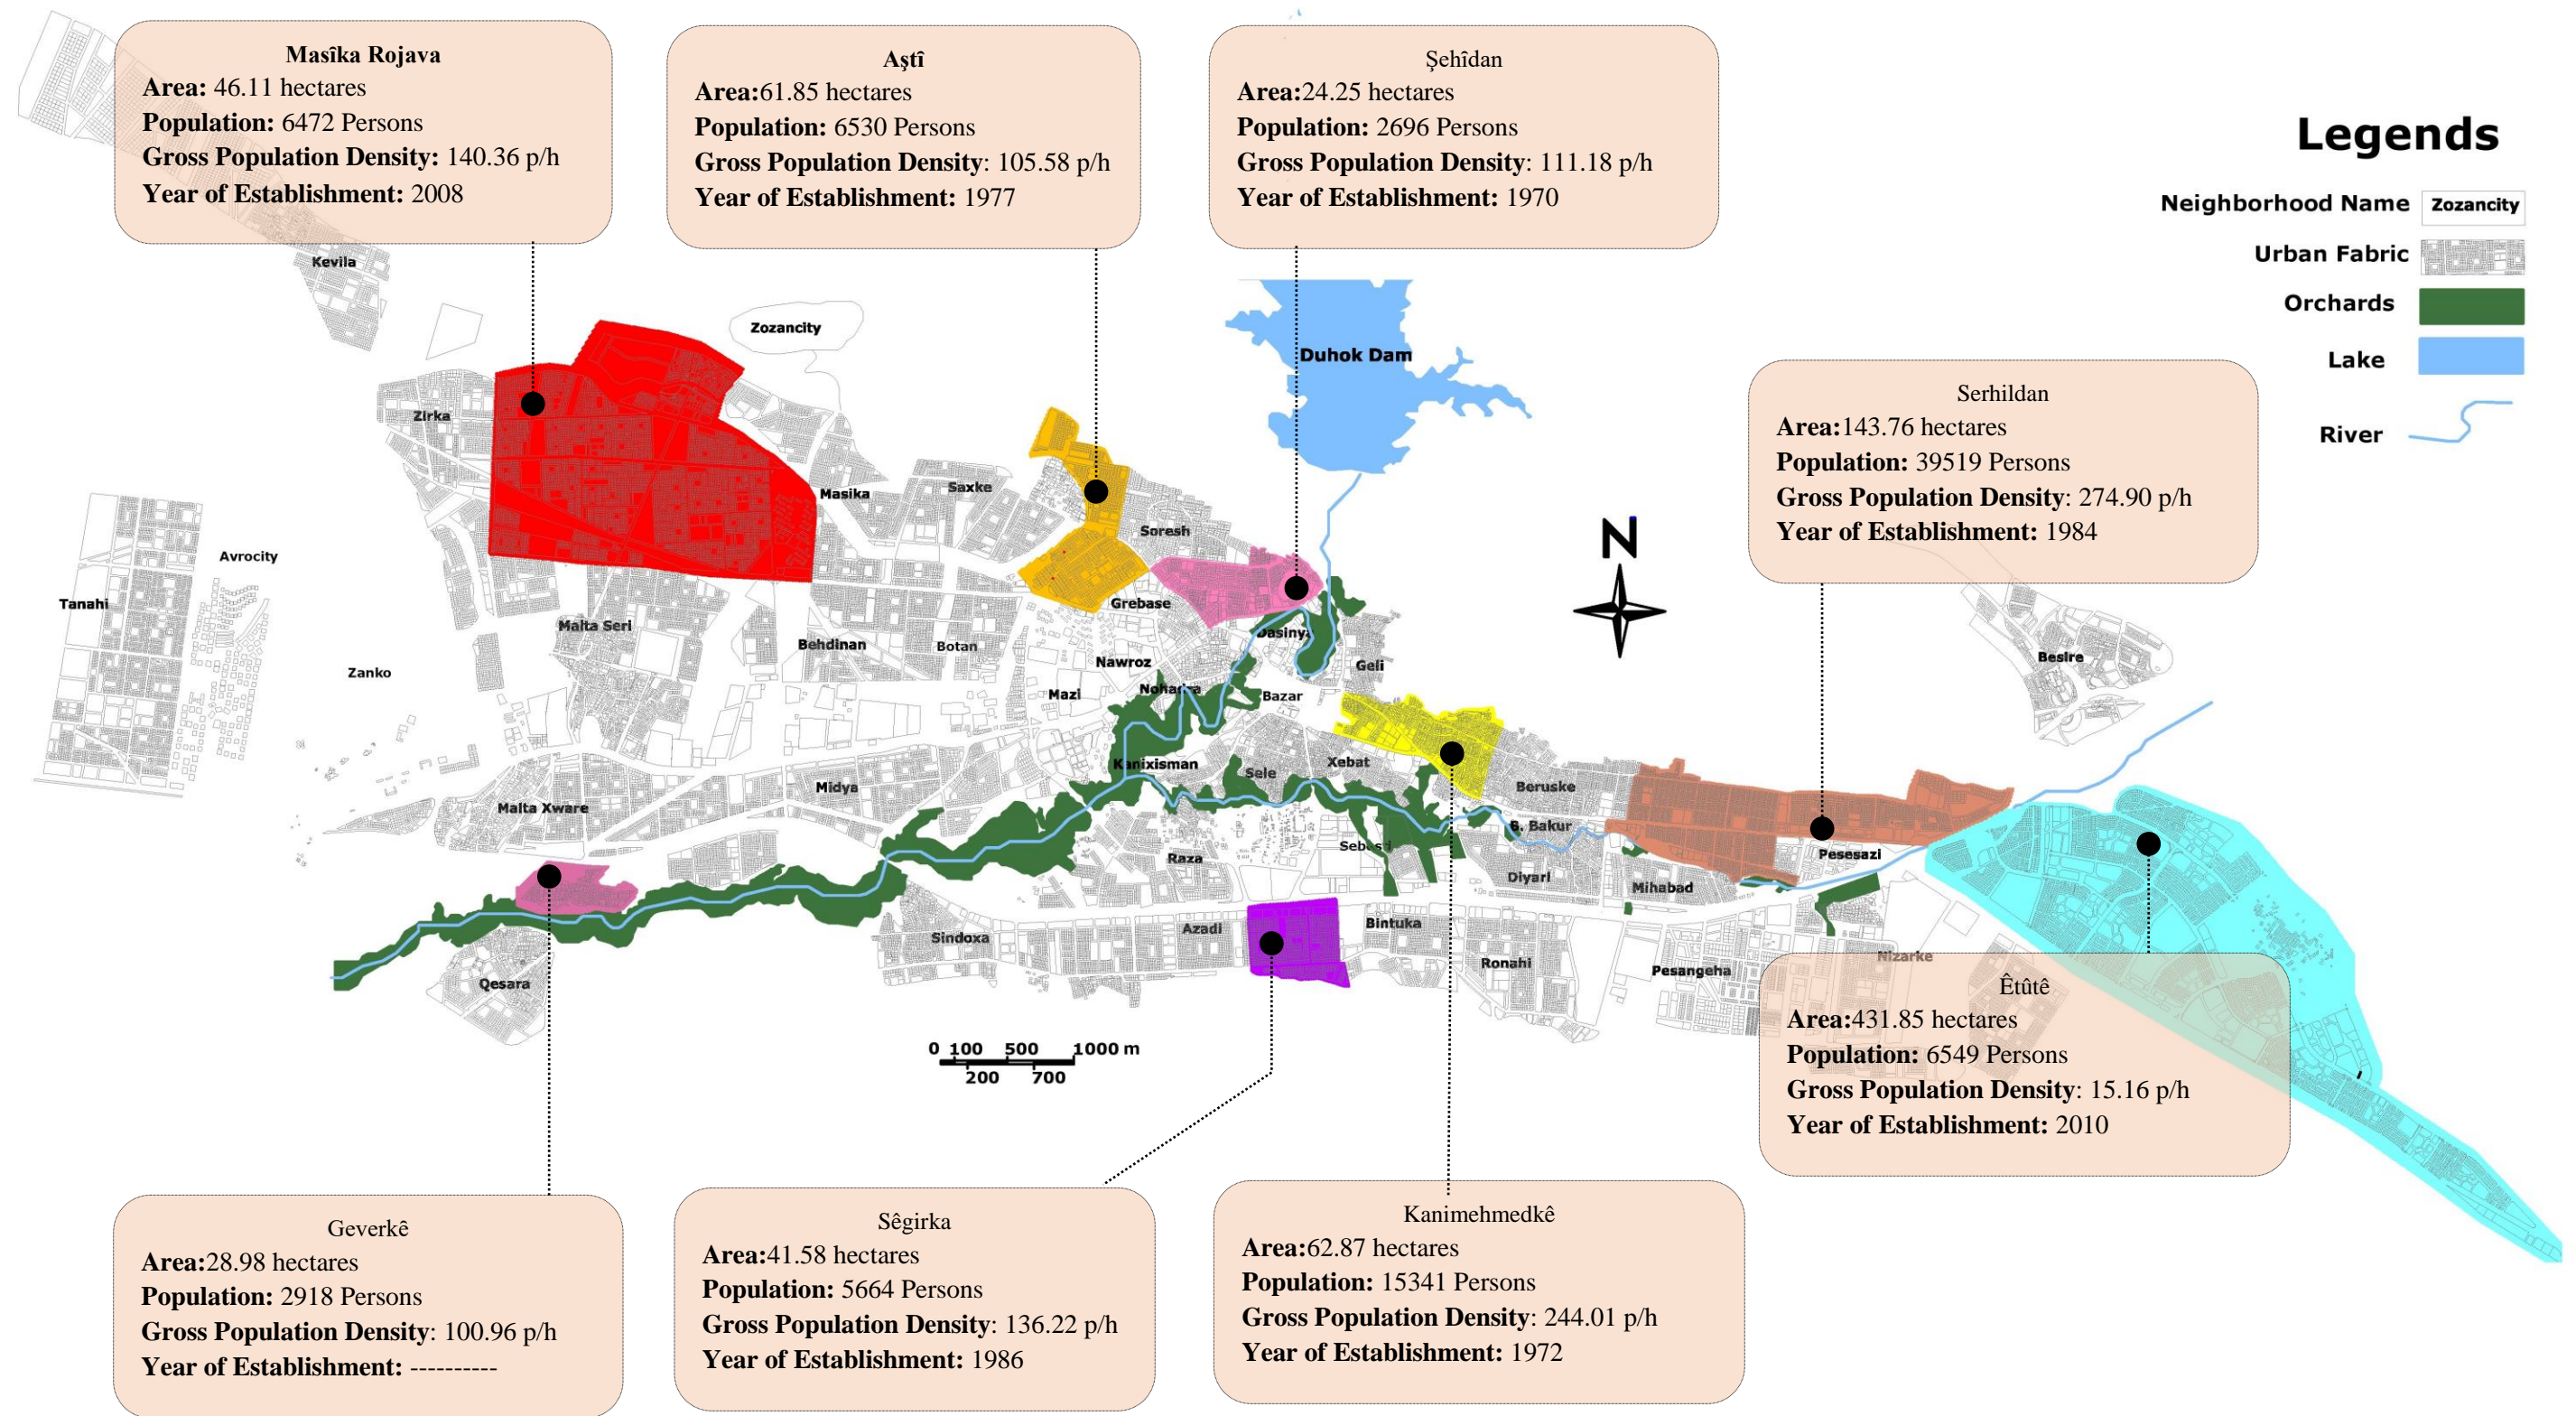 Masîka Rojava
Area: 46.11 hectares
Population: 6472 Persons
Gross Population Density: 140.36 p/h
Year of Establishment: 2008
Aştî
Area:61.85 hectares
Population: 6530 Persons
Gross Population Density: 105.58 p/h
Year of Establishment: 1977
Şehîdan
Area:24.25 hectares
Population: 2696 Persons
Gross Population Density: 111.18 p/h
Year of Establishment: 1970
Legends
Neighborhood Name Zozancity
Urban Fabric
Orchards
Lake
River
Serhildan
Area:143.76 hectares
Population: 39519 Persons
Gross Population Density: 274.90 p/h
Year of Establishment: 1984
Kevila
Zozancity
Duhok Dam
Zirka
Masika
Saxke
Soresh
N
Avrocity
Tanahi
Grebase
Malta Seri
Behdinan
Botan
Dasinya
Nawroz
Geli
Besire
Zanko
Mazi
Nohadra
Bazar
Kanixisman
Sele
Xebat
Midya
Beruske
Malta Xware
S. Bakur
Raza
Sebasti
Pesesazi
Diyari
Mihabad
Sindoxa
Azadi
Bintuka
Ronahi
Pesangeha
Nizarke
Qesara
0 100 500 1000 m
200 700
Êtûtê
Area:431.85 hectares
Population: 6549 Persons
Gross Population Density: 15.16 p/h
Year of Establishment: 2010
Geverkê
Area:28.98 hectares
Population: 2918 Persons
Gross Population Density: 100.96 p/h
Year of Establishment: ----------
Sêgirka
Area:41.58 hectares
Population: 5664 Persons
Gross Population Density: 136.22 p/h
Year of Establishment: 1986
Kanimehmedkê
Area:62.87 hectares
Population: 15341 Persons
Gross Population Density: 244.01 p/h
Year of Establishment: 1972